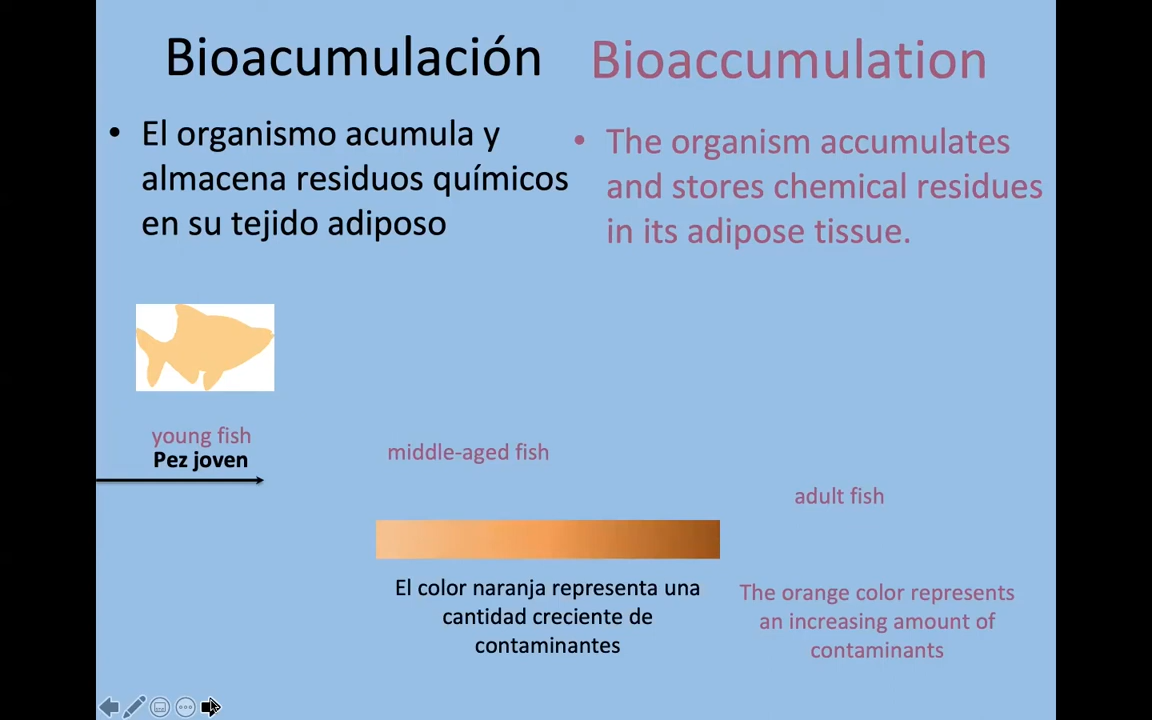 Bioacumulación
Bioaccumulation
• El organismo acumula y
almacena residuos químicos
en su tejido adiposo
• The organism accumulates
and stores chemical residues
in its adipose tissue.
young fish
Pez joven
middle-aged fish
adult fish
El color naranja representa una
cantidad creciente de
contaminantes
The orange color represents
an increasing amount of
contaminants